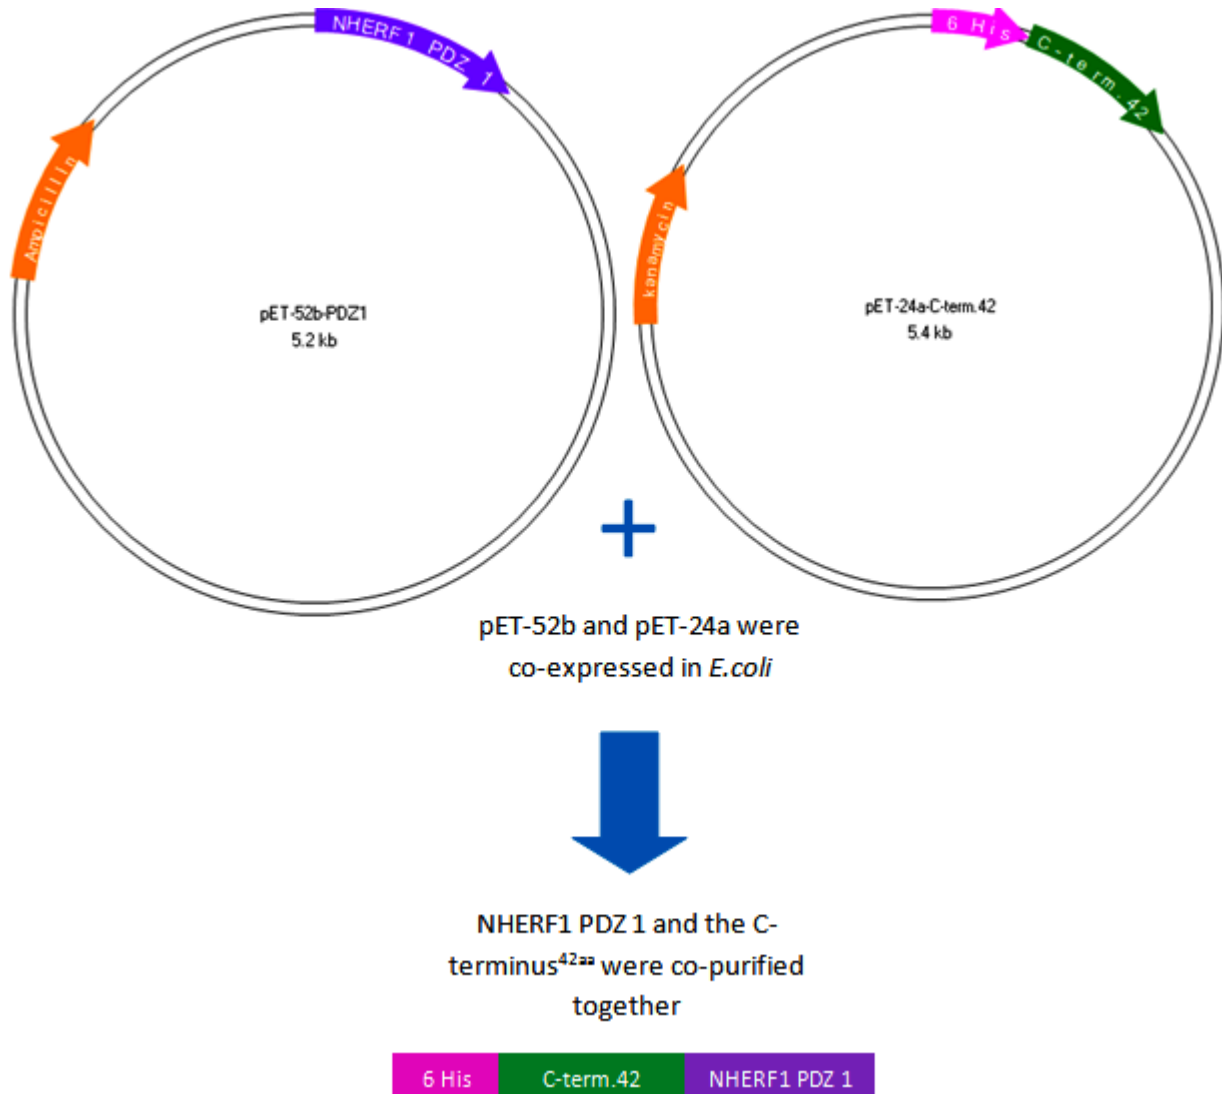 NHERF1 PDZ 1
Ampicillin
pET-52b-PDZ1
5.2 kb
6 His
C-term.42
kanamycin
pET-24a-C-term.42
5.4 kb
+
pET-52b and pET-24a were
co-expressed in E.coli
NHERF1 PDZ 1 and the C-
terminus⁴²ᵃᵃ were co-purified
together
6 His C-term.42 NHERF1 PDZ 1